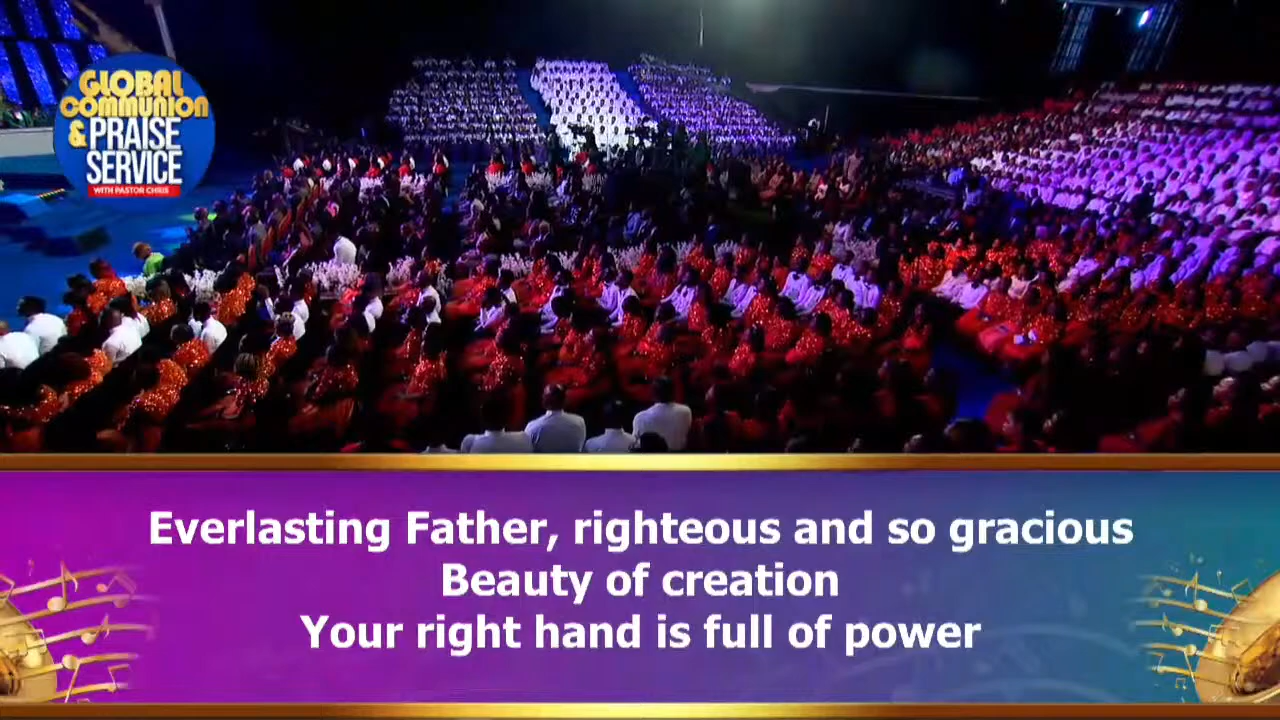 GLOBAL
COMMUNION
& PRAISE
SERVICE
WITH PASTOR CHRIS
Everlasting Father, righteous and so gracious
Beauty of creation
Your right hand is full of power